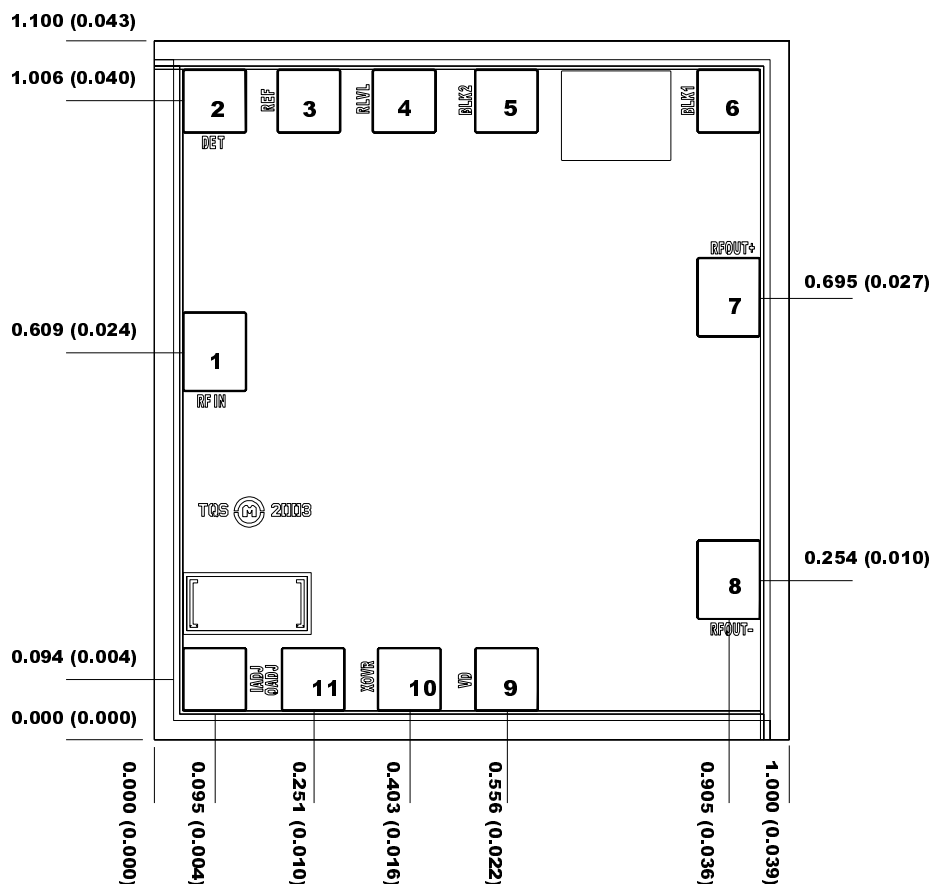 1.100 (0.043)
1.006 (0.040)
2
DET
REF
3
RLVL
4
BLK2
5
BLK1
6
RFOUT+
7
0.695 (0.027)
0.609 (0.024)
1
RF IN
TQS M 2003
8
RFOUT-
0.254 (0.010)
0.094 (0.004)
IADJ
QADJ
11
XOVR
10
VD
9
0.000 (0.000)
0.000 (0.000)
0.095 (0.004)
0.251 (0.010)
0.403 (0.016)
0.556 (0.022)
0.905 (0.036)
1.000 (0.039)